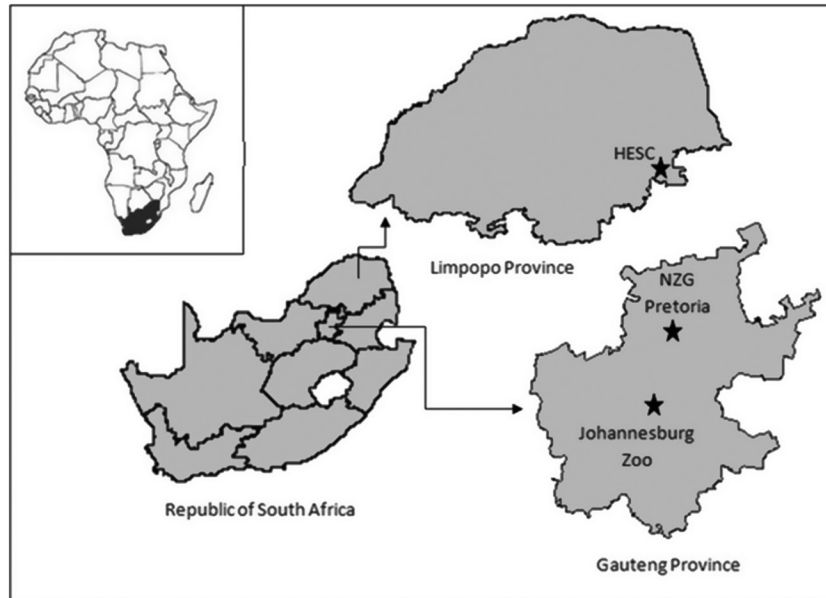 HESC
Limpopo Province
NZG
Pretoria
Johannesburg
Zoo
Republic of South Africa
Gauteng Province